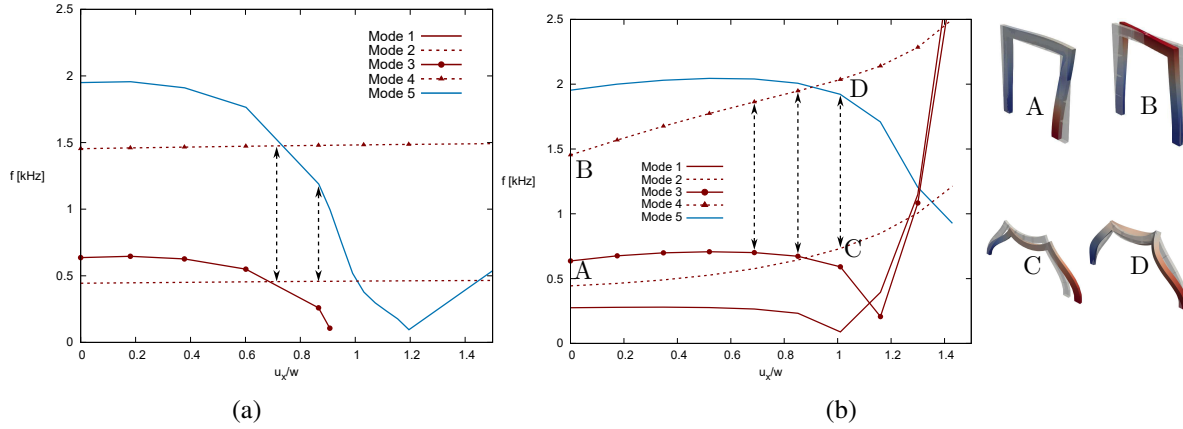 (a)
2.5
2
1.5
1
0.5
0
f [kHz]
0 0.2 0.4 0.6 0.8 1 1.2 1.4
u_x/w
Mode 1
Mode 2
Mode 3
Mode 4
Mode 5
(a)
(b)
2.5
2
1.5
1
0.5
0
f [kHz]
0 0.2 0.4 0.6 0.8 1 1.2 1.4
u_x/w
Mode 1
Mode 2
Mode 3
Mode 4
Mode 5
A
B
C
D
(b)
A B
C D